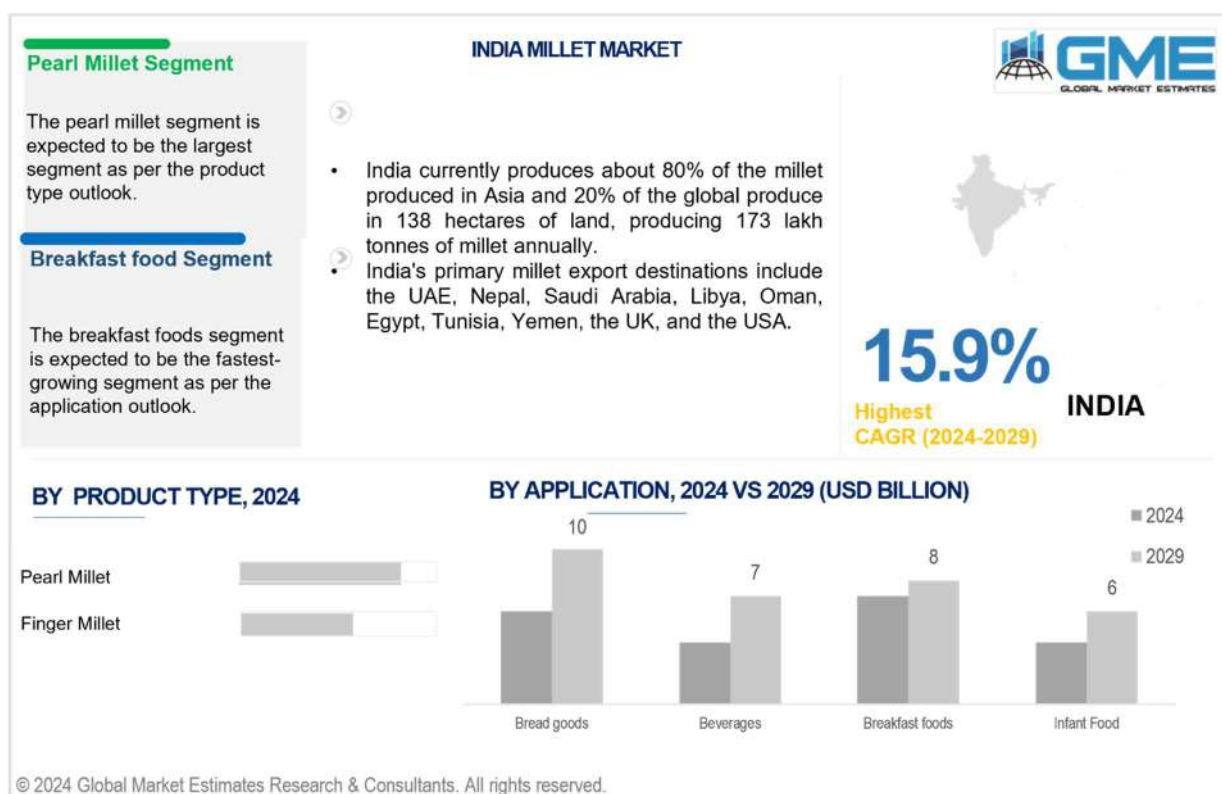 INDIA MILLET MARKET
GME
GLOBAL MARKET ESTIMATES
Pearl Millet Segment
The pearl millet segment is
expected to be the largest
segment as per the product
type outlook.
Breakfast food Segment
The breakfast foods segment
is expected to be the fastest-
growing segment as per the
application outlook.
• India currently produces about 80% of the millet
produced in Asia and 20% of the global produce
in 138 hectares of land, producing 173 lakh
tonnes of millet annually.
• India's primary millet export destinations include
the UAE, Nepal, Saudi Arabia, Libya, Oman,
Egypt, Tunisia, Yemen, the UK, and the USA.
15.9%
Highest
CAGR (2024-2029)
INDIA
BY PRODUCT TYPE, 2024
Pearl Millet
Finger Millet
BY APPLICATION, 2024 VS 2029 (USD BILLION)
2024
2029
10
7
8
6
Bread goods
Beverages
Breakfast foods
Infant Food
© 2024 Global Market Estimates Research & Consultants. All rights reserved.